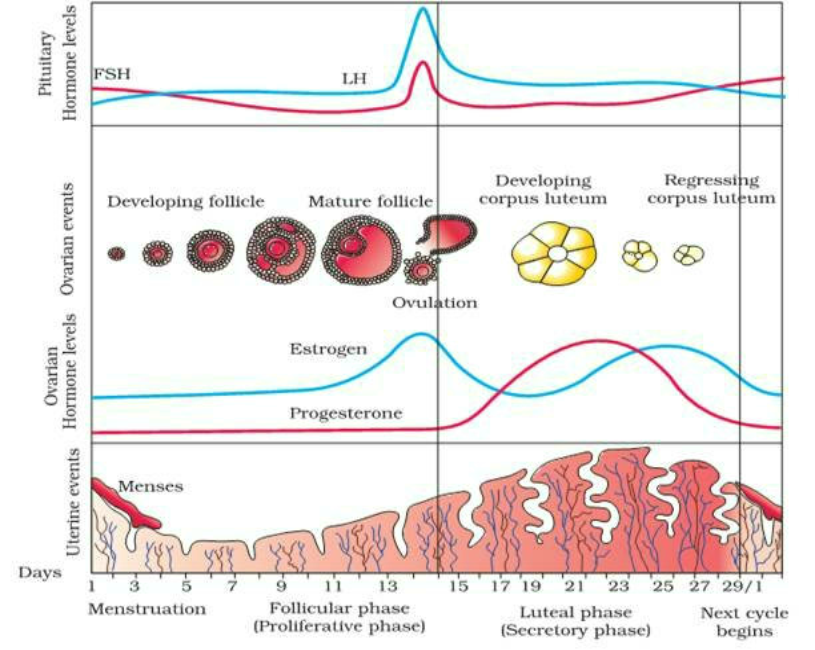 Pituitary
Hormone levels
FSH
LH
Ovarian events
Developing follicle
Mature follicle
Developing
corpus luteum
Regressing
corpus luteum
Ovulation
Ovarian
Hormone levels
Estrogen
Progesterone
Uterine events
Menses
Days
1 3 5 7 9 11 13 15 17 19 21 23 25 27 29/1
Menstruation
Follicular phase
(Proliferative phase)
Luteal phase
(Secretory phase)
Next cycle
begins